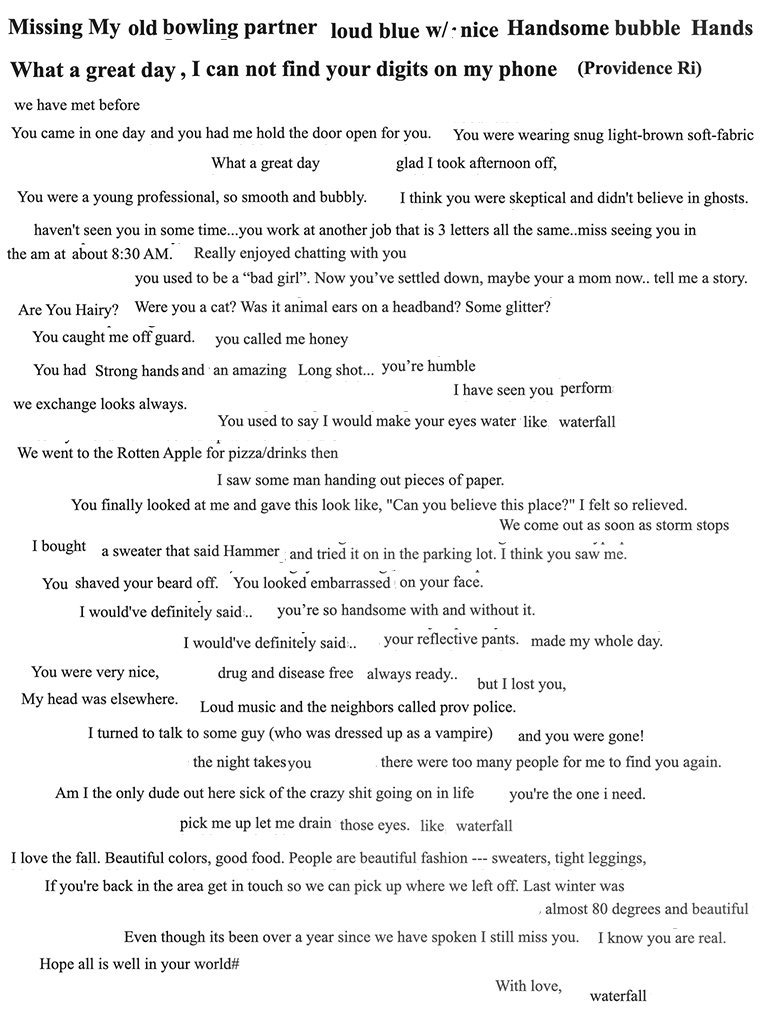 Missing My old bowling partner loud blue w/ nice Handsome bubble Hands
What a great day , I can not find your digits on my phone (Providence Ri)
we have met before
You came in one day and you had me hold the door open for you. You were wearing snug light-brown soft-fabric
What a great day glad I took afternoon off,
You were a young professional, so smooth and bubbly. I think you were skeptical and didn't believe in ghosts.
haven't seen you in some time...you work at another job that is 3 letters all the same..miss seeing you in
the am at about 8:30 AM. Really enjoyed chatting with you
you used to be a “bad girl”. Now you’ve settled down, maybe your a mom now.. tell me a story.
Are You Hairy? Were you a cat? Was it animal ears on a headband? Some glitter?
You caught me off guard. you called me honey
You had Strong hands and an amazing Long shot... you’re humble
I have seen you perform
we exchange looks always.
You used to say I would make your eyes water like waterfall
We went to the Rotten Apple for pizza/drinks then
I saw some man handing out pieces of paper.
You finally looked at me and gave this look like, "Can you believe this place?" I felt so relieved.
We come out as soon as storm stops
I bought a sweater that said Hammer and tried it on in the parking lot. I think you saw me.
You shaved your beard off. You looked embarrassed on your face.
I would've definitely said.. you’re so handsome with and without it.
I would've definitely said.. your reflective pants. made my whole day.
You were very nice, drug and disease free always ready..
but I lost you,
My head was elsewhere. Loud music and the neighbors called prov police.
I turned to talk to some guy (who was dressed up as a vampire) and you were gone!
the night takes you there were too many people for me to find you again.
Am I the only dude out here sick of the crazy shit going on in life you're the one i need.
pick me up let me drain those eyes. like waterfall
I love the fall. Beautiful colors, good food. People are beautiful fashion --- sweaters, tight leggings,
If you're back in the area get in touch so we can pick up where we left off. Last winter was
almost 80 degrees and beautiful
Even though its been over a year since we have spoken I still miss you. I know you are real.
Hope all is well in your world#
With love, waterfall